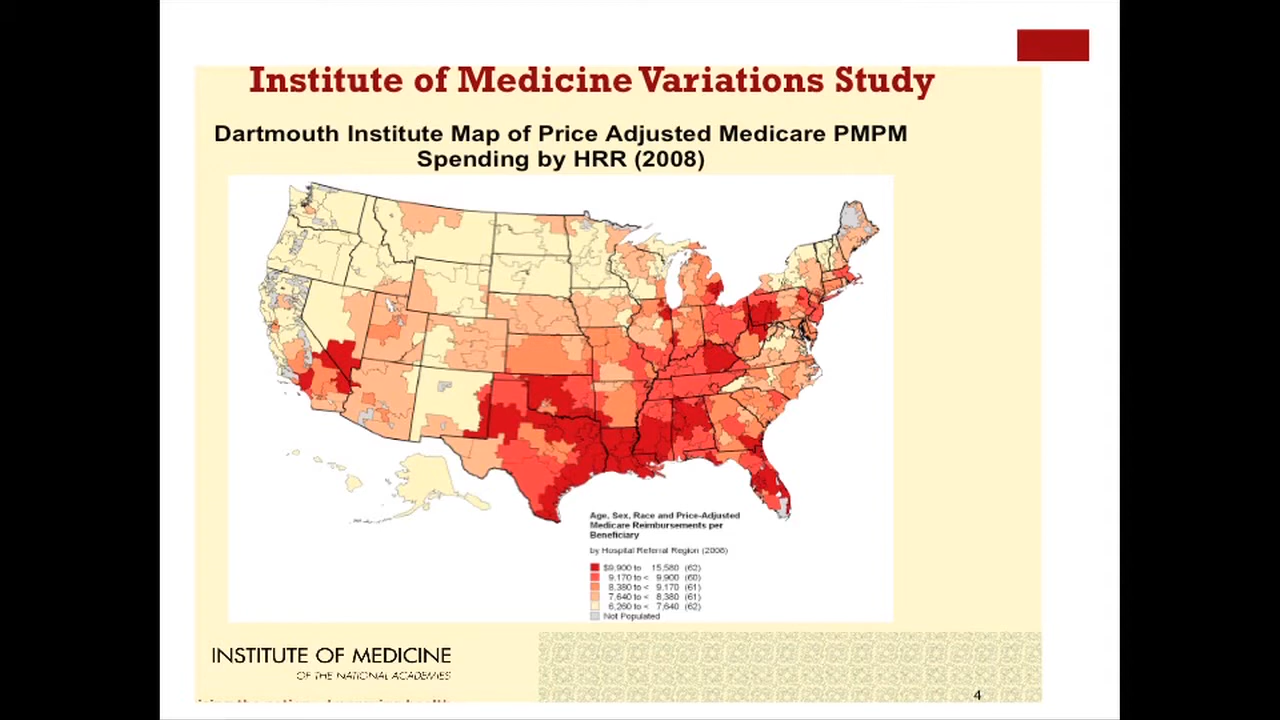 Institute of Medicine Variations Study
Dartmouth Institute Map of Price Adjusted Medicare PMPM
Spending by HRR (2008)
Age, Sex, Race and Price-Adjusted
Medicare Reimbursements per
Beneficiary
by Hospital Referral Region (2008)
$9,900 to 15,580 (62)
9,170 to < 9,900 (60)
8,380 to < 9,170 (61)
7,640 to < 8,380 (61)
6,260 to < 7,640 (62)
Not Populated
INSTITUTE OF MEDICINE
OF THE NATIONAL ACADEMIES
4